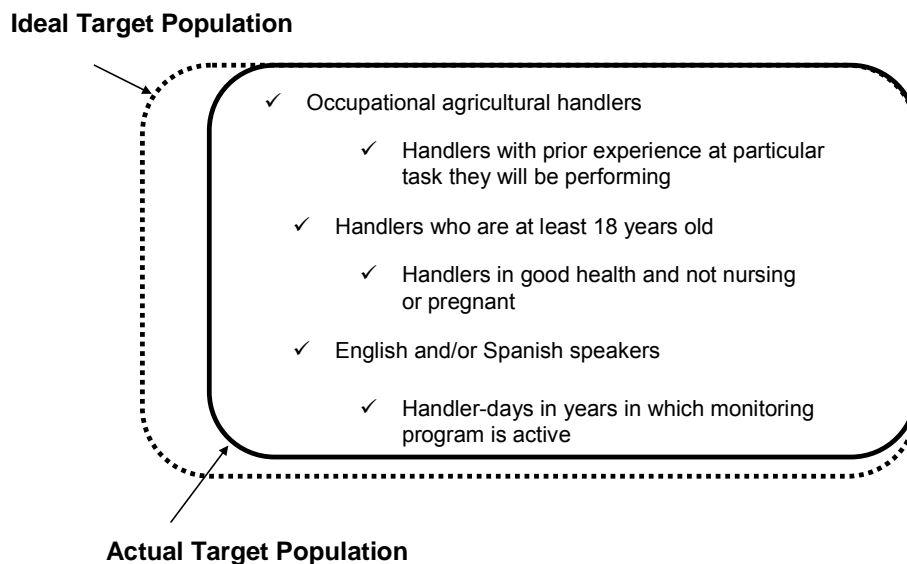 Ideal Target Population
✓ Occupational agricultural handlers
✓ Handlers with prior experience at particular
task they will be performing
✓ Handlers who are at least 18 years old
✓ Handlers in good health and not nursing
or pregnant
✓ English and/or Spanish speakers
✓ Handler-days in years in which monitoring
program is active
Actual Target Population